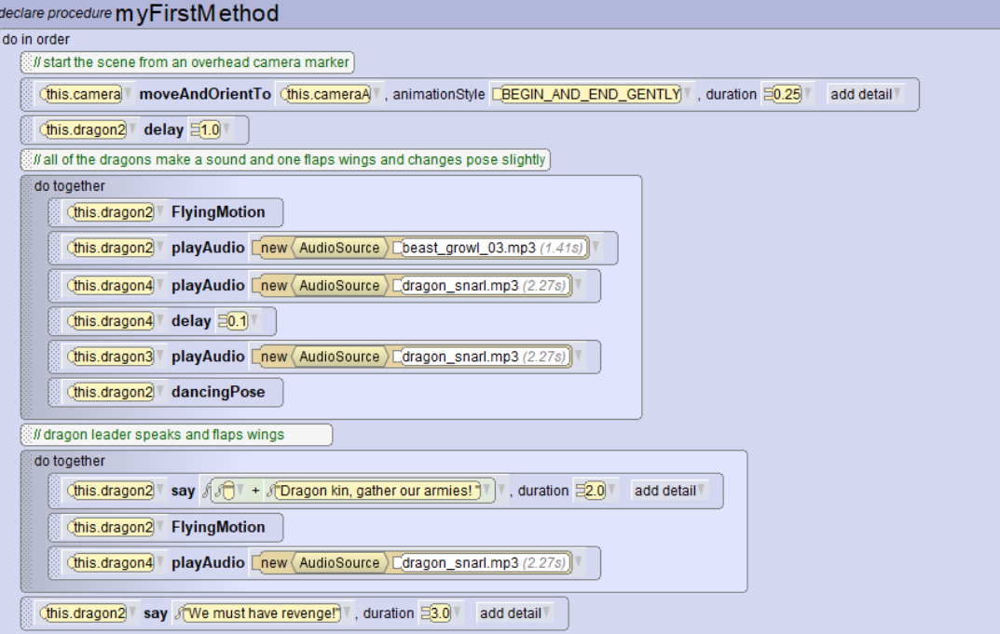 declare procedure myFirstMethod
do in order
// start the scene from an overhead camera marker
this.camera moveAndOrientTo this.cameraA , animationStyle BEGIN_AND_END_GENTLY , duration 0.25 add detail
this.dragon2 delay 1.0
// all of the dragons make a sound and one flaps wings and changes pose slightly
do together
this.dragon2 FlyingMotion
this.dragon2 playAudio new AudioSource beast_growl_03.mp3 (1.41s)
this.dragon4 playAudio new AudioSource dragon_snarl.mp3 (2.27s)
this.dragon4 delay 0.1
this.dragon3 playAudio new AudioSource dragon_snarl.mp3 (2.27s)
this.dragon2 dancingPose
// dragon leader speaks and flaps wings
do together
this.dragon2 say "" + "Dragon kin, gather our armies! " , duration 2.0 add detail
this.dragon2 FlyingMotion
this.dragon4 playAudio new AudioSource dragon_snarl.mp3 (2.27s)
this.dragon2 say "We must have revenge!" , duration 3.0 add detail